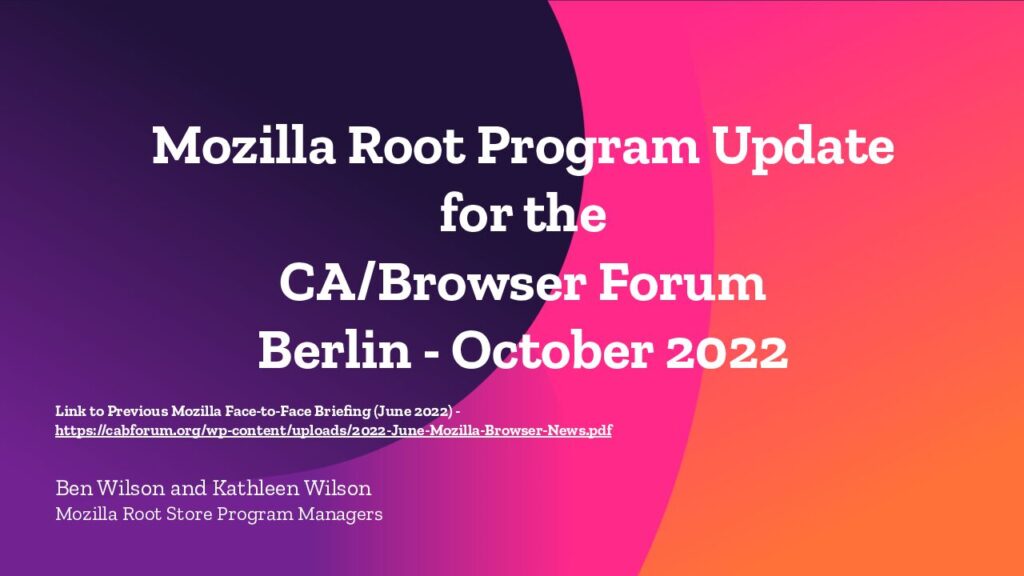 Mozilla Root Program Update
for the
CA/Browser Forum
Berlin - October 2022
Link to Previous Mozilla Face-to-Face Briefing (June 2022) -
https://cabforum.org/wp-content/uploads/2022-June-Mozilla-Browser-News.pdf
Ben Wilson and Kathleen Wilson
Mozilla Root Store Program Managers